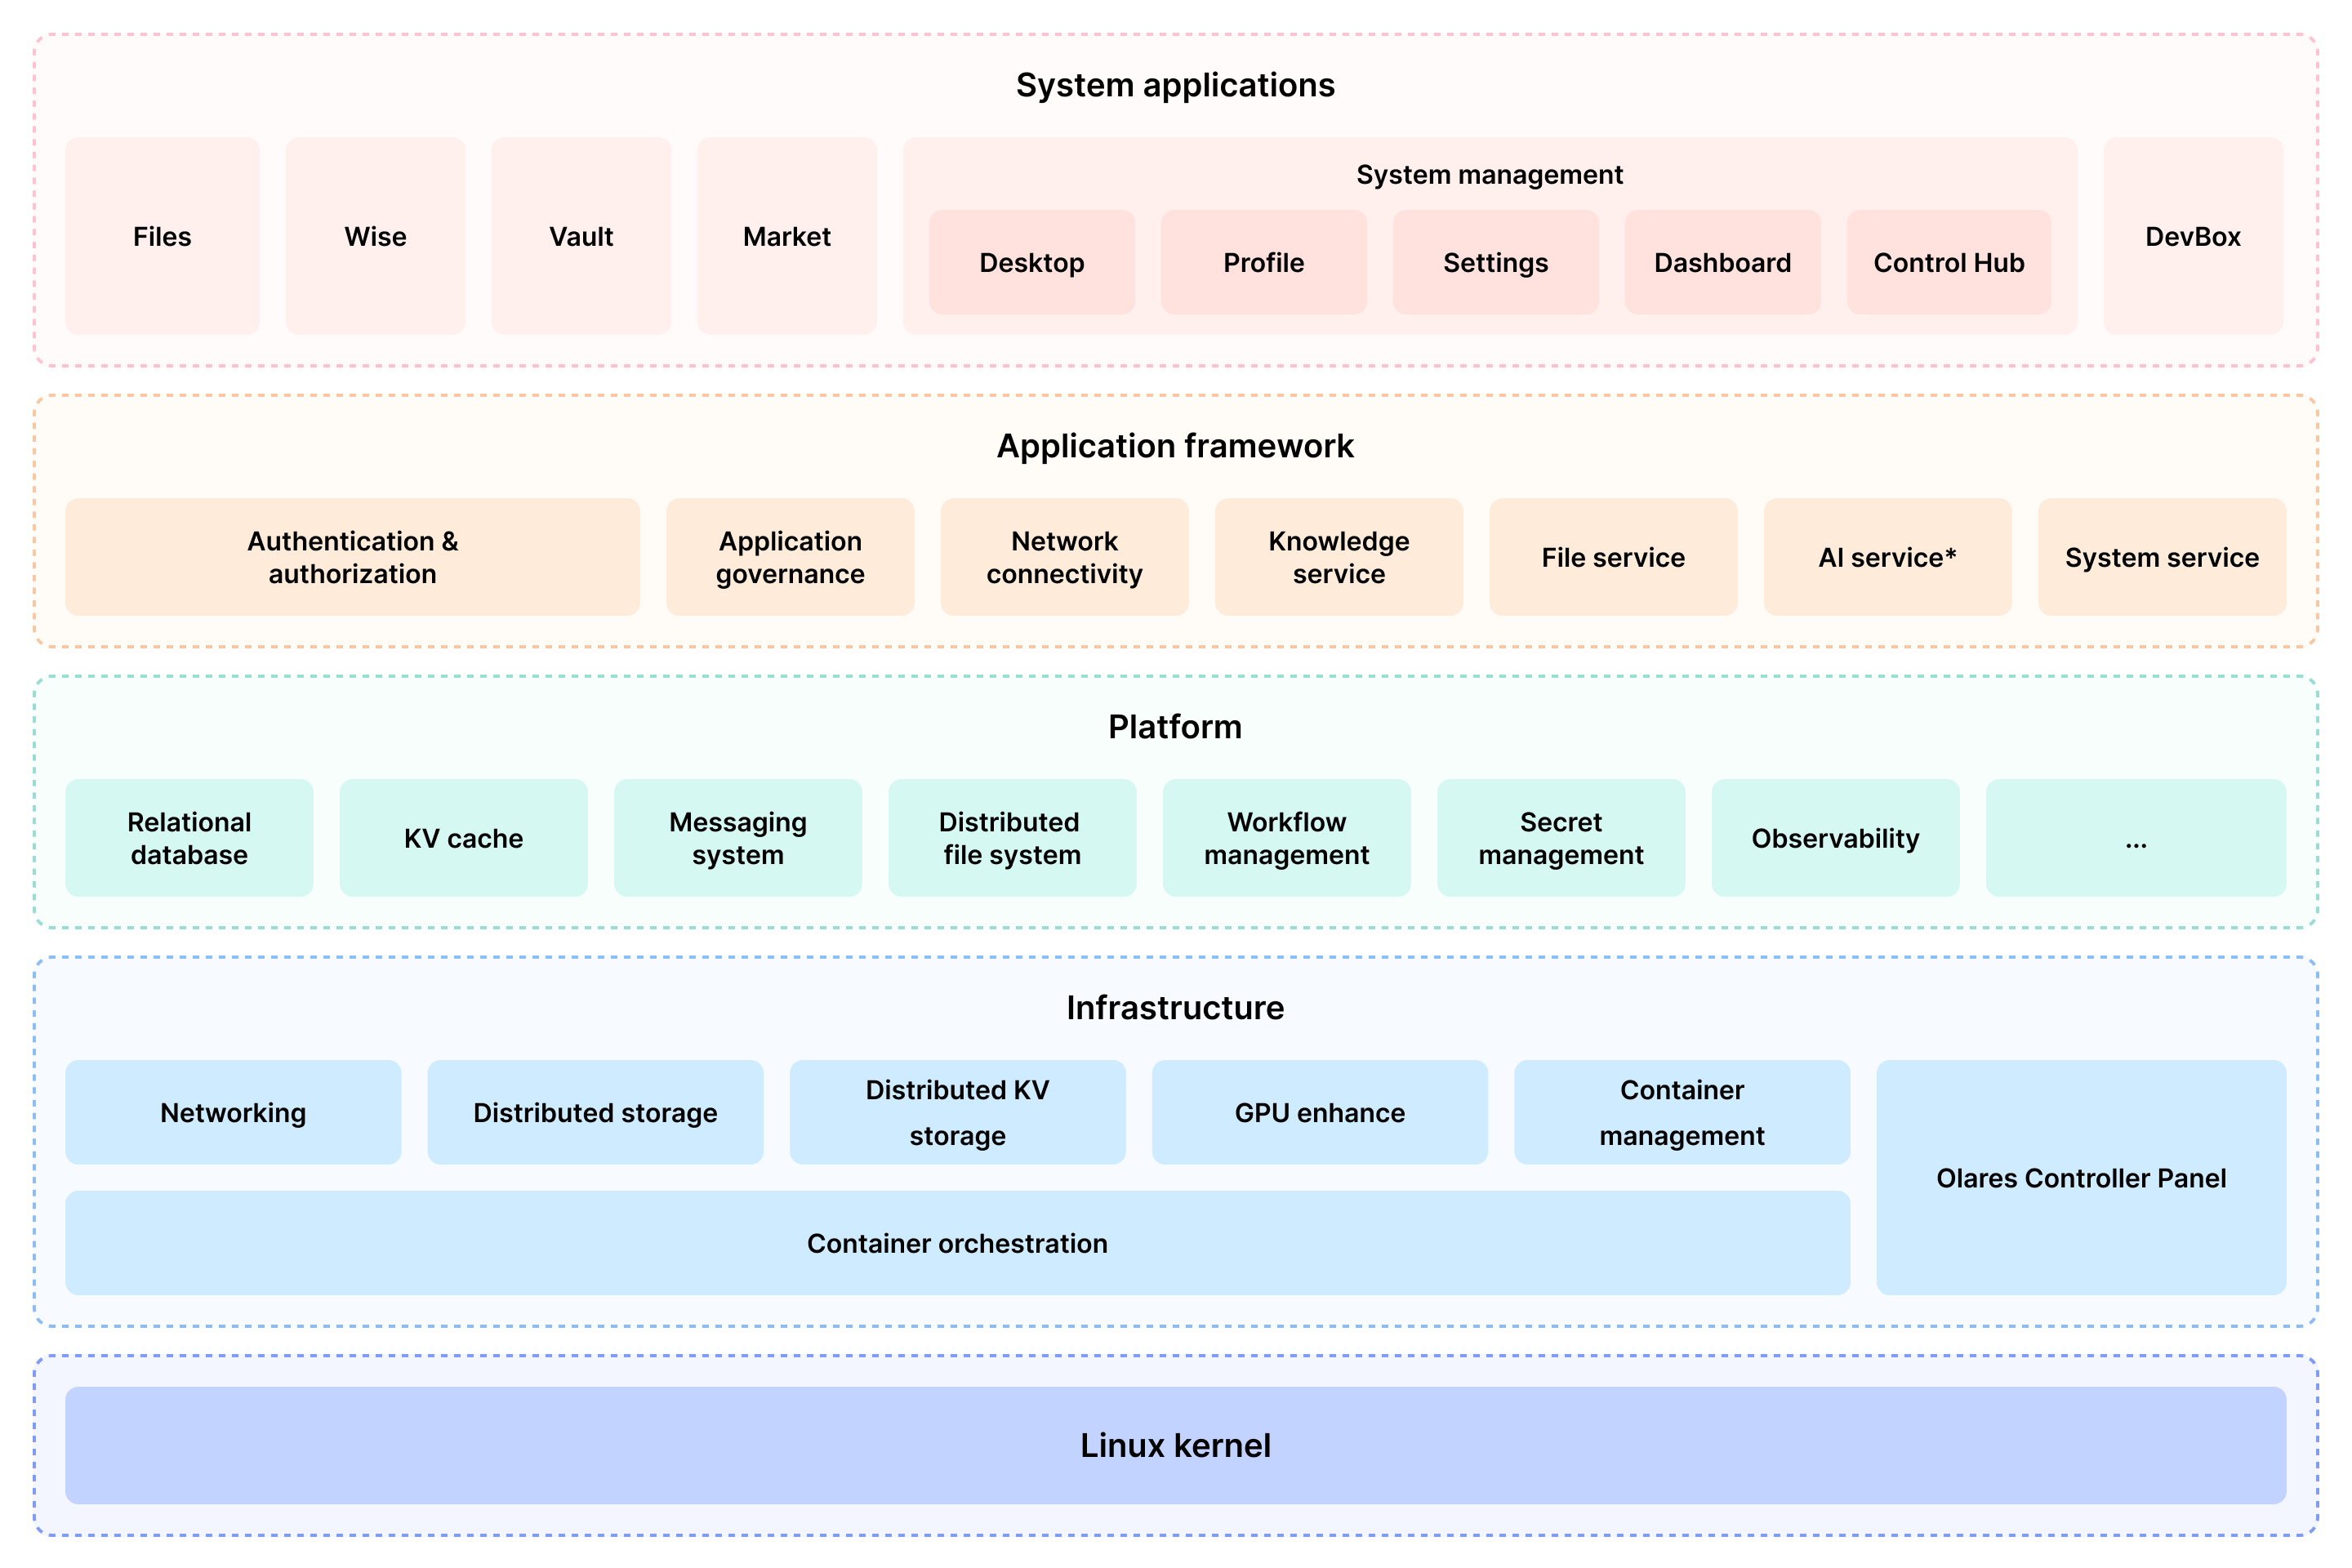 System applications
Files
Wise
Vault
Market
System management
Desktop
Profile
Settings
Dashboard
Control Hub
DevBox
Application framework
Authentication &
authorization
Application
governance
Network
connectivity
Knowledge
service
File service
AI service*
System service
Platform
Relational
database
KV cache
Messaging
system
Distributed
file system
Workflow
management
Secret
management
Observability
...
Infrastructure
Networking
Distributed storage
Distributed KV
storage
GPU enhance
Container
management
Olares Controller Panel
Container orchestration
Linux kernel